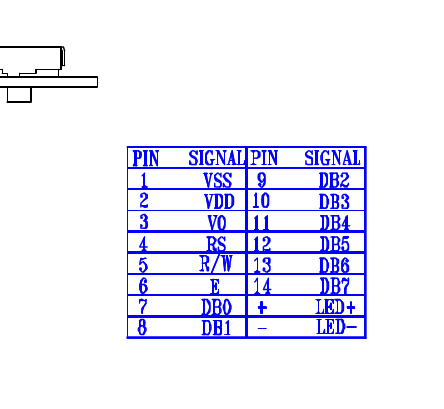 PIN SIGNAL PIN SIGNAL
1 VSS 9 DB2
2 VDD 10 DB3
3 VO 11 DB4
4 RS 12 DB5
5 R/W 13 DB6
6 E 14 DB7
7 DB0 + LED+
8 DB1 - LED-